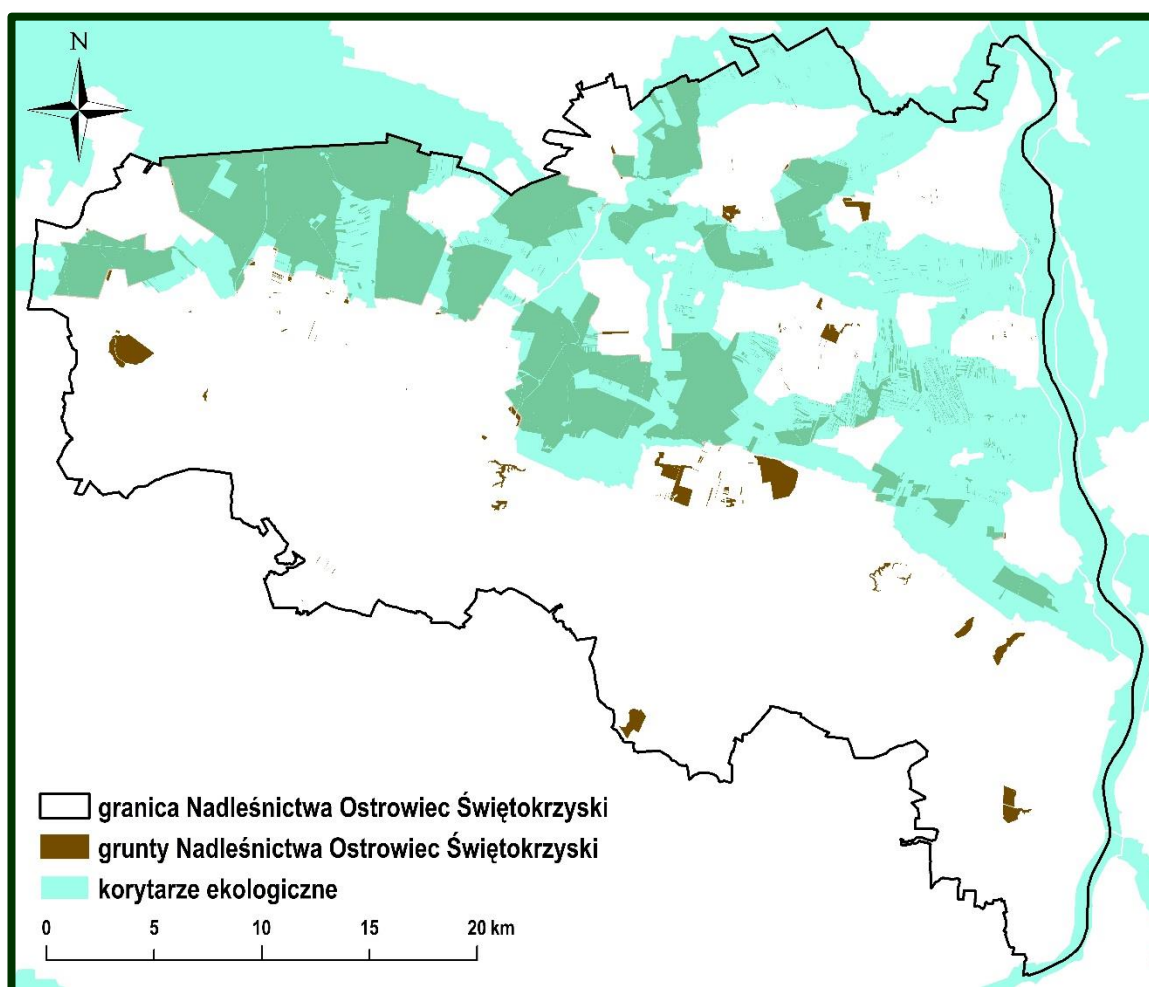 N
granica Nadleśnictwa Ostrowiec Świętokrzyski
grunty Nadleśnictwa Ostrowiec Świętokrzyski
korytarze ekologiczne
0 5 10 15 20 km